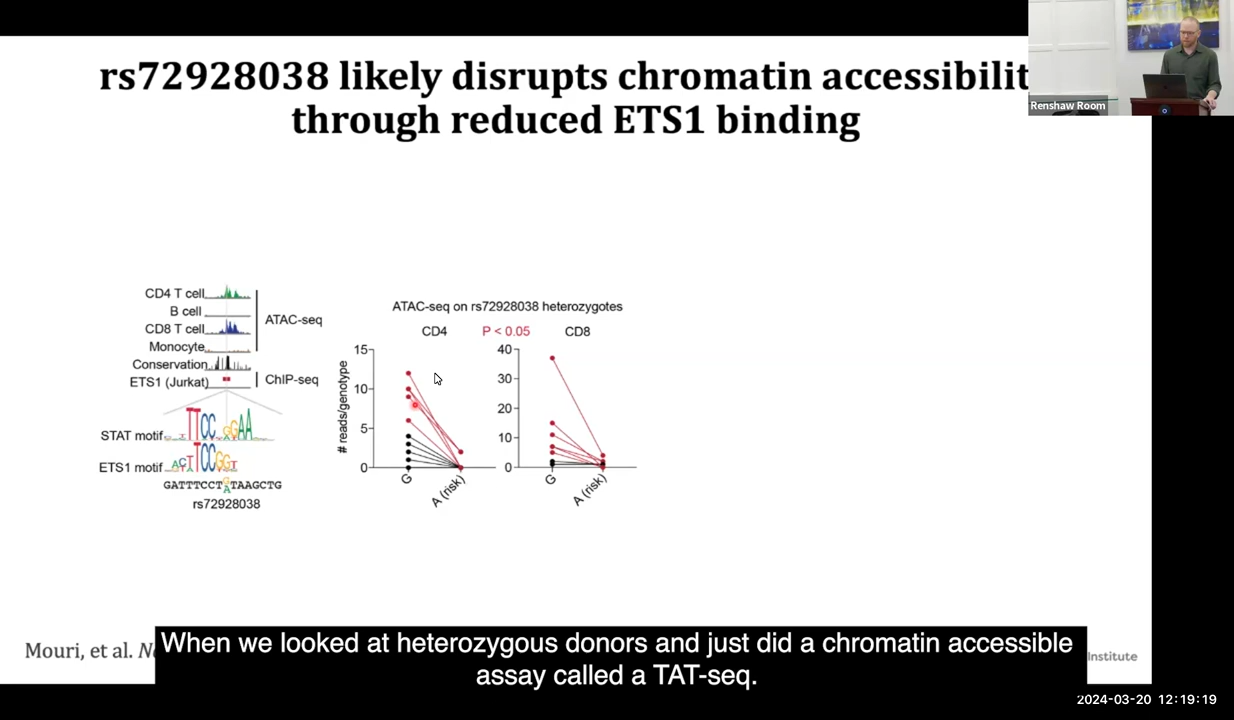 rs72928038 likely disrupts chromatin accessibilit
through reduced ETS1 binding
Renshaw Room
CD4 T cell
B cell
CD8 T cell
Monocyte
ATAC-seq
Conservation
ETS1 (Jurkat)
ChIP-seq
STAT motif
TTCC GGAA
ETS1 motif
ACTTCCGGT
GATTTCCTGTAAGCTG
A
rs72928038
ATAC-seq on rs72928038 heterozygotes
CD4 P < 0.05 CD8
# reads/genotype
15
10
5
0
G
A (risk)
40
30
20
10
0
G
A (risk)
Mouri, et al. N
Institute
When we looked at heterozygous donors and just did a chromatin accessible
assay called a TAT-seq.
2024-03-20 12:19:19